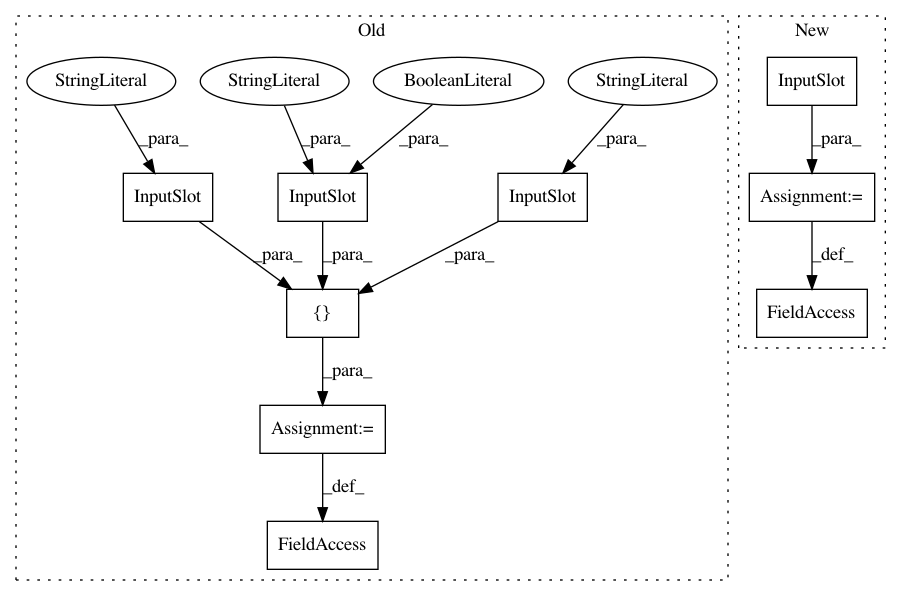 Old
New
StringLiteral
StringLiteral
BooleanLiteral
StringLiteral
InputSlot
_para_
_para_
_para_
_para_
_para_
InputSlot
InputSlot
InputSlot
Assignment:=
_para_
_para_
_para_
_def_
{}
FieldAccess
_para_
Assignment:=
_def_
FieldAccess